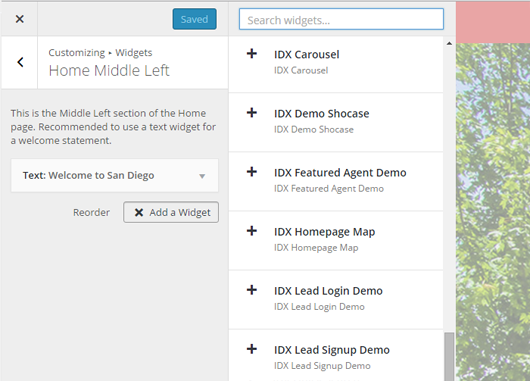 Saved
Customizing ▸ Widgets
Home Middle Left
This is the Middle Left section of the Home
page. Recommended to use a text widget for
a welcome statement.
Text: Welcome to San Diego
Reorder
Add a Widget
Search widgets...
IDX Carousel
IDX Carousel
IDX Demo Shocase
IDX Demo Shocase
IDX Featured Agent Demo
IDX Featured Agent Demo
IDX Homepage Map
IDX Homepage Map
IDX Lead Login Demo
IDX Lead Login Demo
IDX Lead Signup Demo
IDX Lead Signup Demo